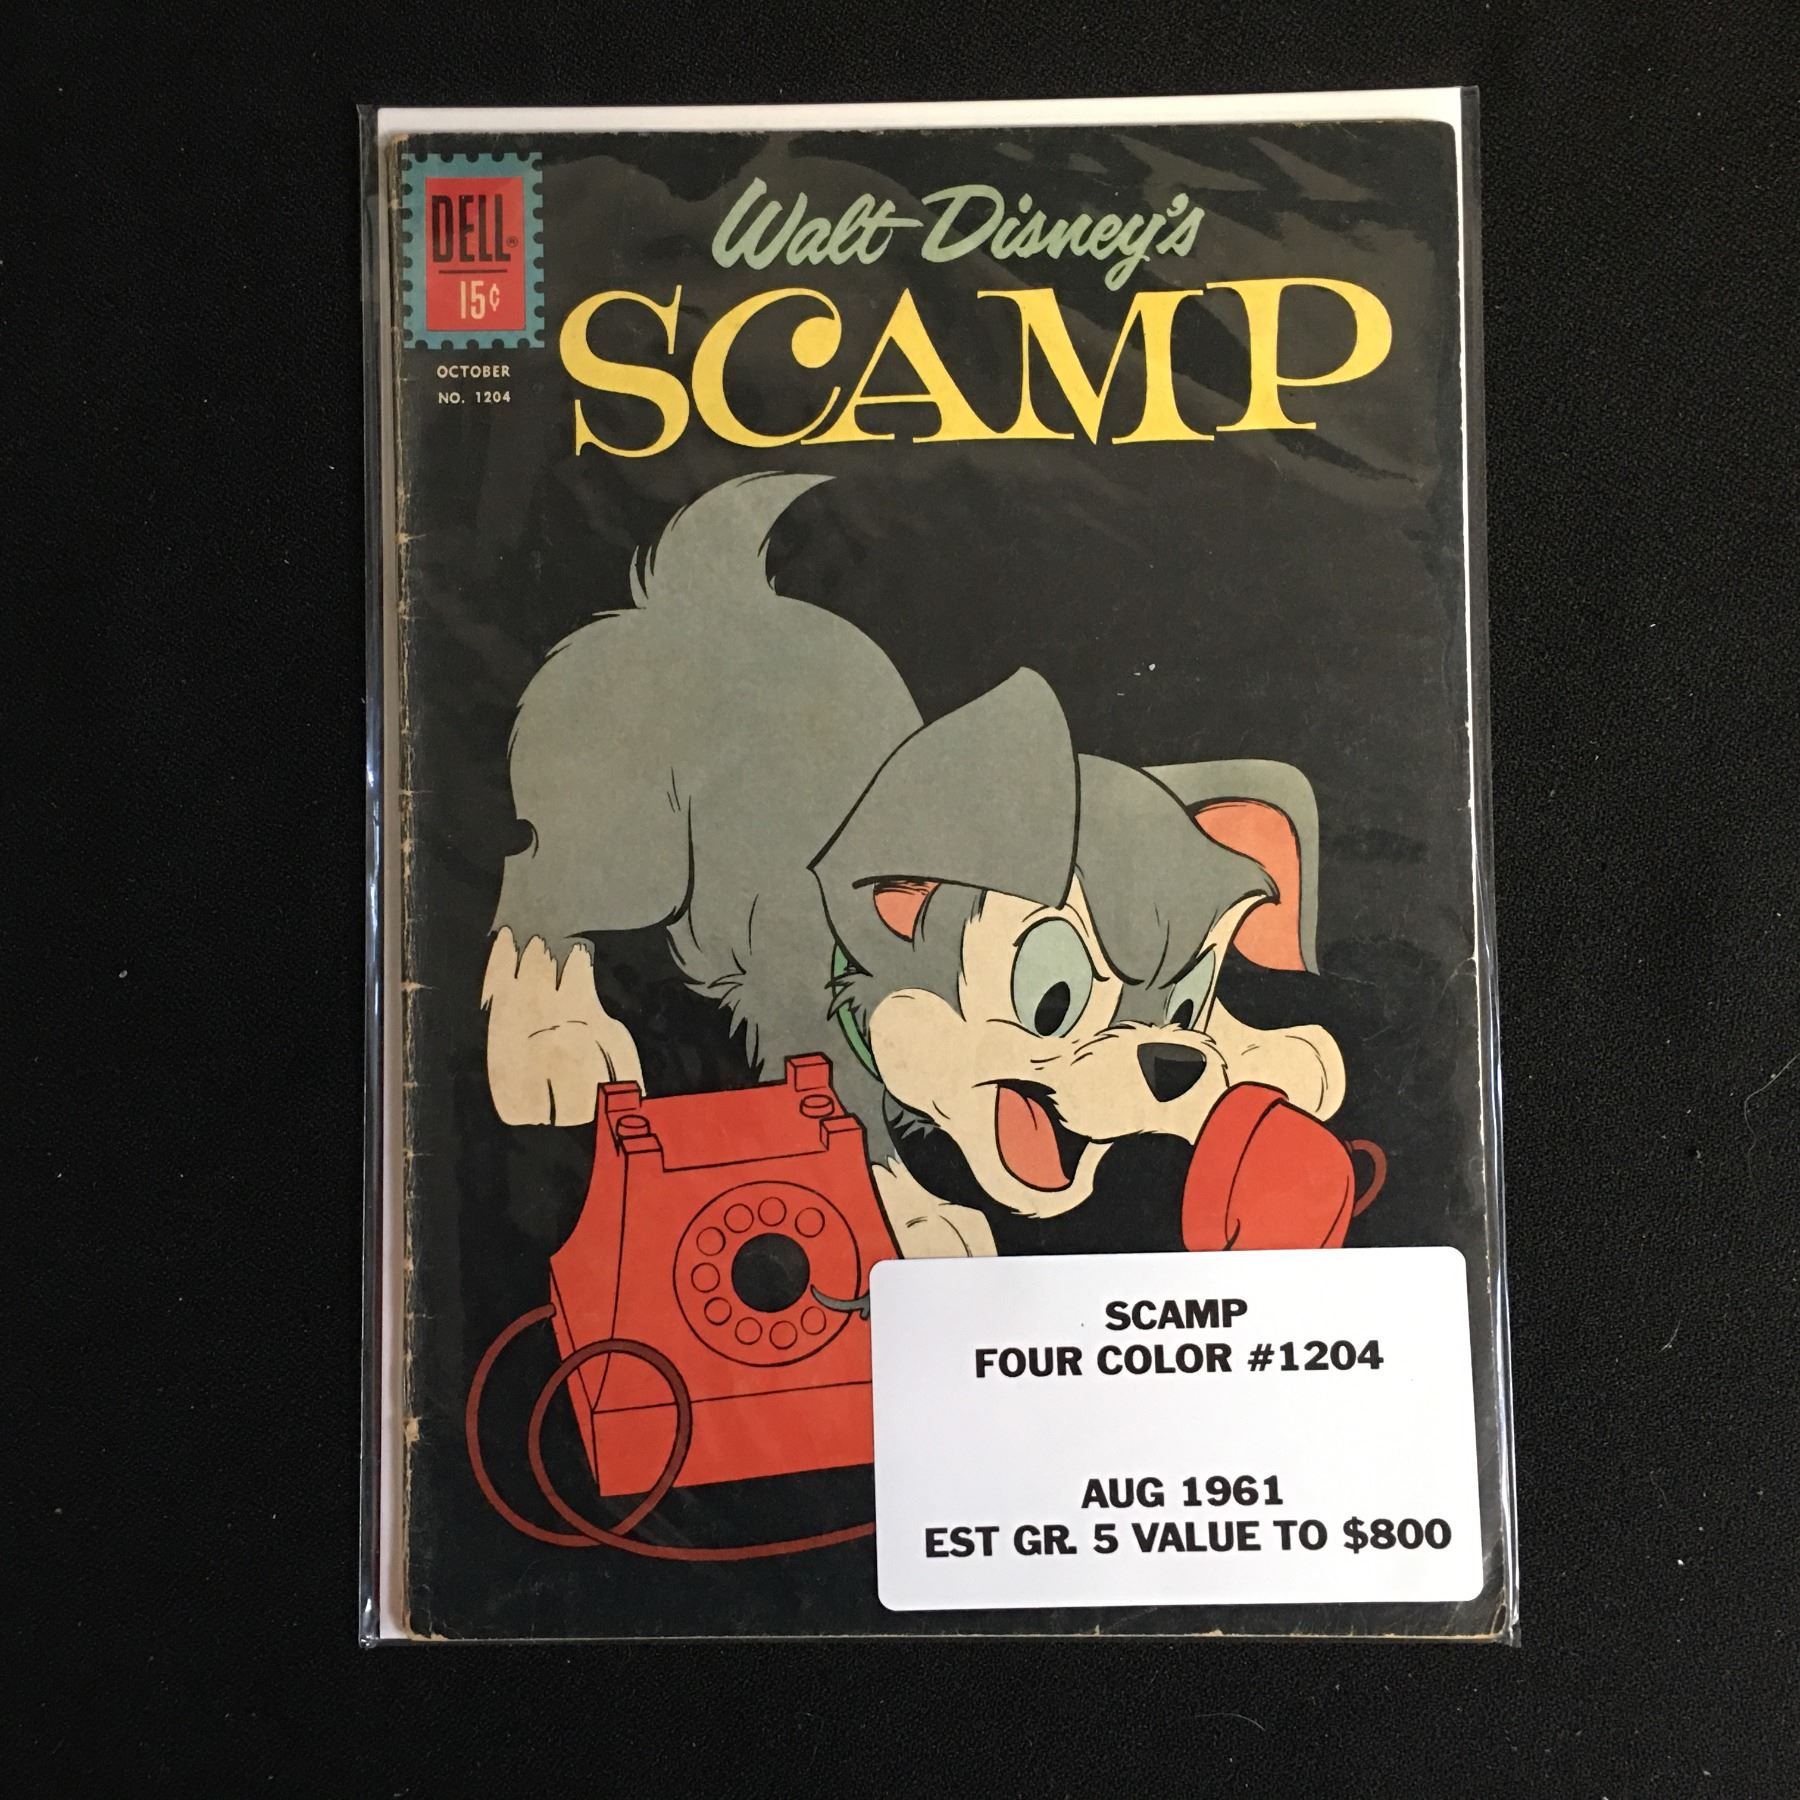 DELL®
15¢
OCTOBER
NO. 1204
Walt Disney's
SCAMP
SCAMP
FOUR COLOR #1204
AUG 1961
EST GR. 5 VALUE TO $800